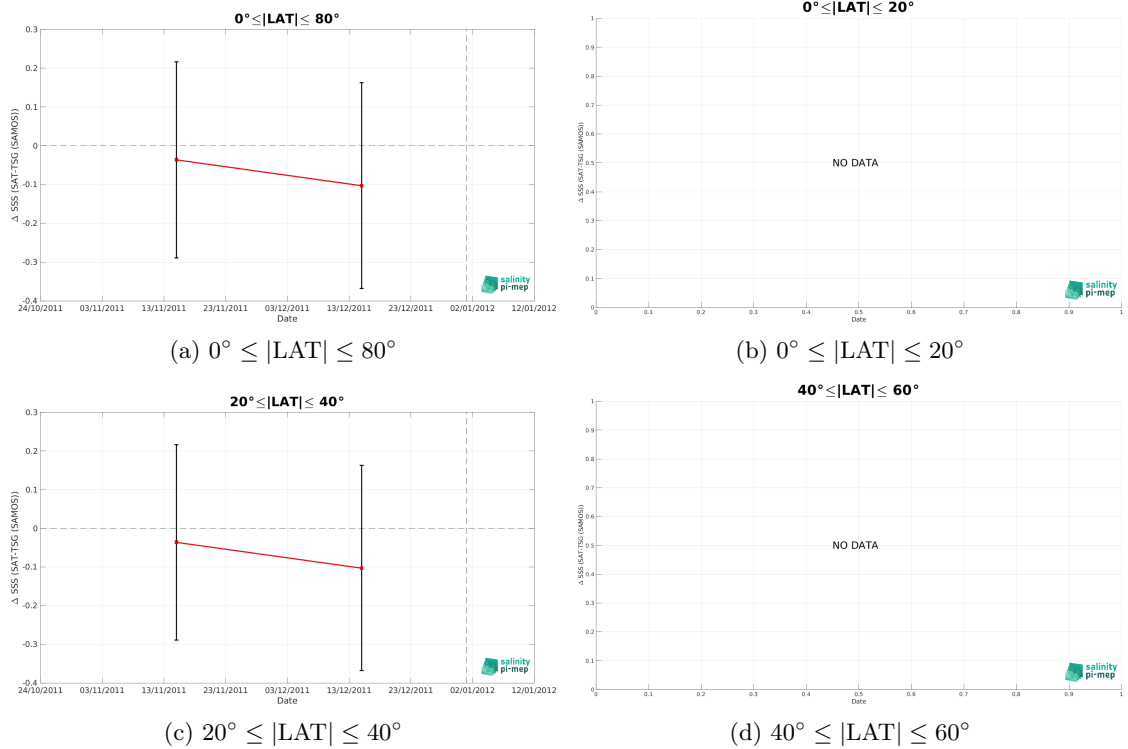 0°≤|LAT|≤ 80°
0.3
0.2
0.1
0
-0.1
-0.2
-0.3
-0.4
Δ SSS (SAT-TSG (SAMOS))
24/10/2011 03/11/2011 13/11/2011 23/11/2011 03/12/2011 13/12/2011 23/12/2011 02/01/2012 12/01/2012
Date
salinity
pi-mep
(a) 0° ≤ |LAT| ≤ 80°
0°≤|LAT|≤ 20°
1
0.9
0.8
0.7
0.6
0.5
0.4
0.3
0.2
0.1
0
Δ SSS (SAT-TSG (SAMOS))
NO DATA
0 0.1 0.2 0.3 0.4 0.5 0.6 0.7 0.8 0.9 1
Date
salinity
pi-mep
(b) 0° ≤ |LAT| ≤ 20°
20°≤|LAT|≤ 40°
0.3
0.2
0.1
0
-0.1
-0.2
-0.3
-0.4
Δ SSS (SAT-TSG (SAMOS))
24/10/2011 03/11/2011 13/11/2011 23/11/2011 03/12/2011 13/12/2011 23/12/2011 02/01/2012 12/01/2012
Date
salinity
pi-mep
(c) 20° ≤ |LAT| ≤ 40°
40°≤|LAT|≤ 60°
1
0.9
0.8
0.7
0.6
0.5
0.4
0.3
0.2
0.1
0
Δ SSS (SAT-TSG (SAMOS))
NO DATA
0 0.1 0.2 0.3 0.4 0.5 0.6 0.7 0.8 0.9 1
Date
salinity
pi-mep
(d) 40° ≤ |LAT| ≤ 60°